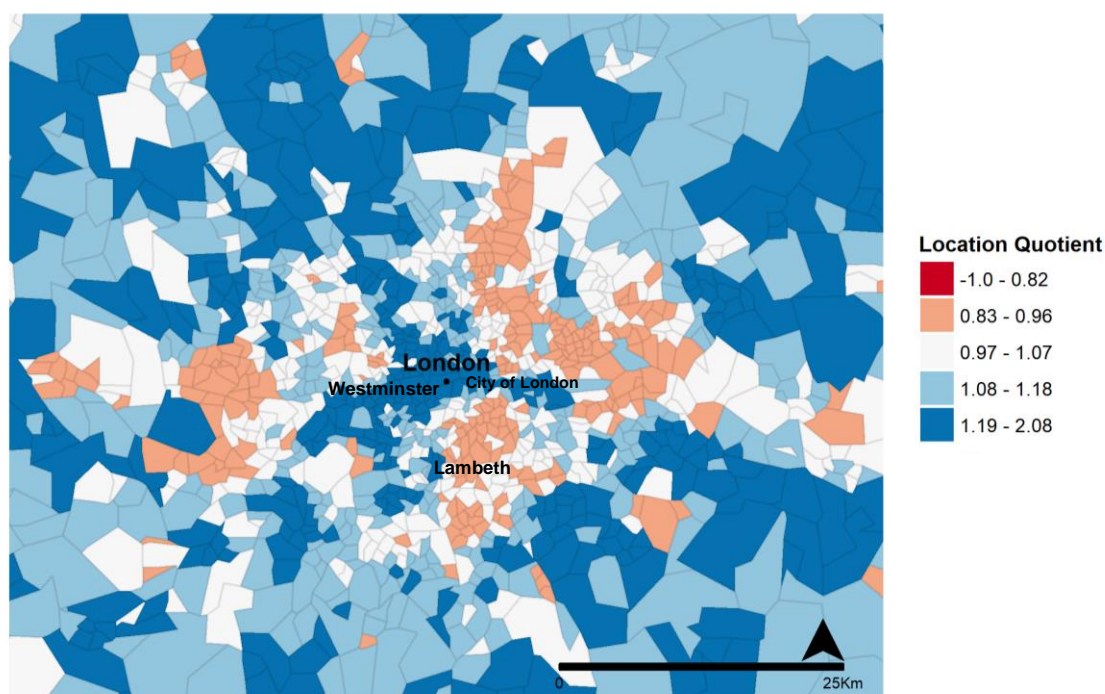 London
Westminster
City of London
Lambeth
Location Quotient
-1.0 - 0.82
0.83 - 0.96
0.97 - 1.07
1.08 - 1.18
1.19 - 2.08
0
25Km